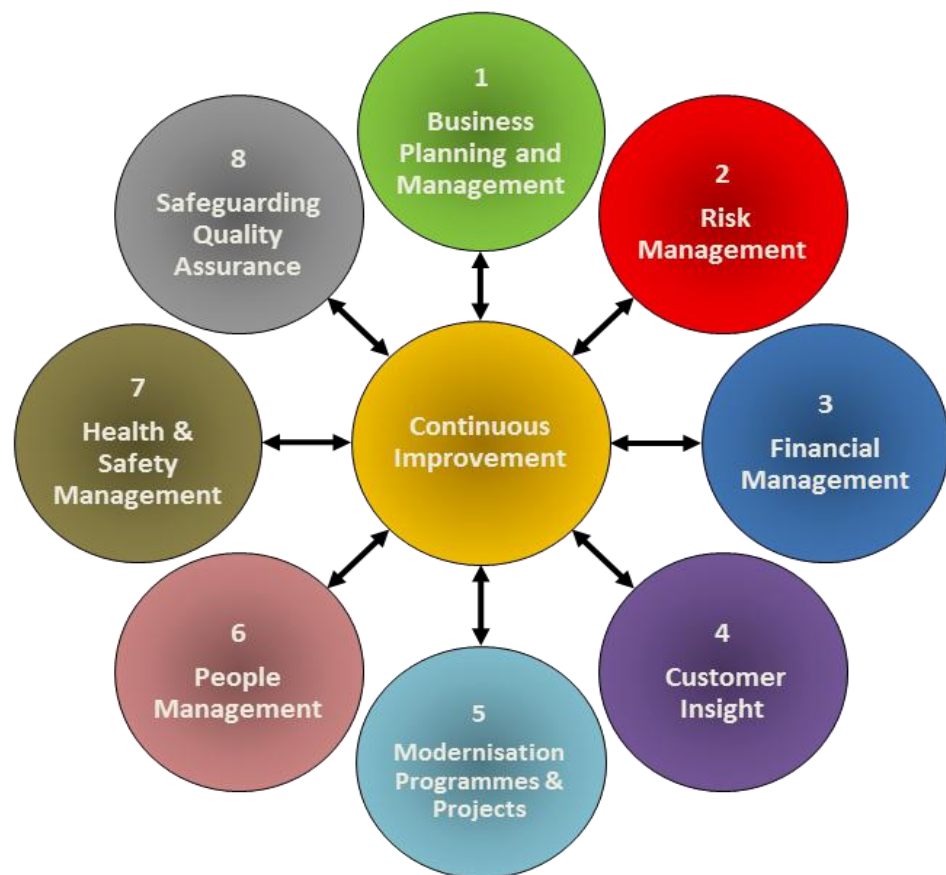 1
Business
Planning and
Management
2
Risk
Management
3
Financial
Management
4
Customer
Insight
5
Modernisation
Programmes &
Projects
6
People
Management
7
Health &
Safety
Management
8
Safeguarding
Quality
Assurance
Continuous
Improvement